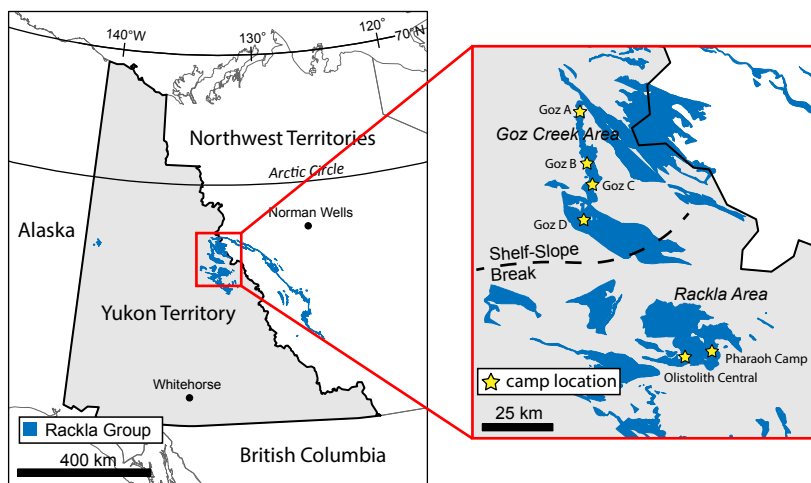 140°W
130°
120°
70°N
Northwest Territories
Arctic Circle
Norman Wells
Alaska
Yukon Territory
Whitehorse
Rackla Group
400 km
British Columbia
Goz A
Goz Creek Area
Goz B
Goz C
Goz D
Shelf-Slope
Break
Rackla Area
Pharaoh Camp
Olistolith Central
camp location
25 km